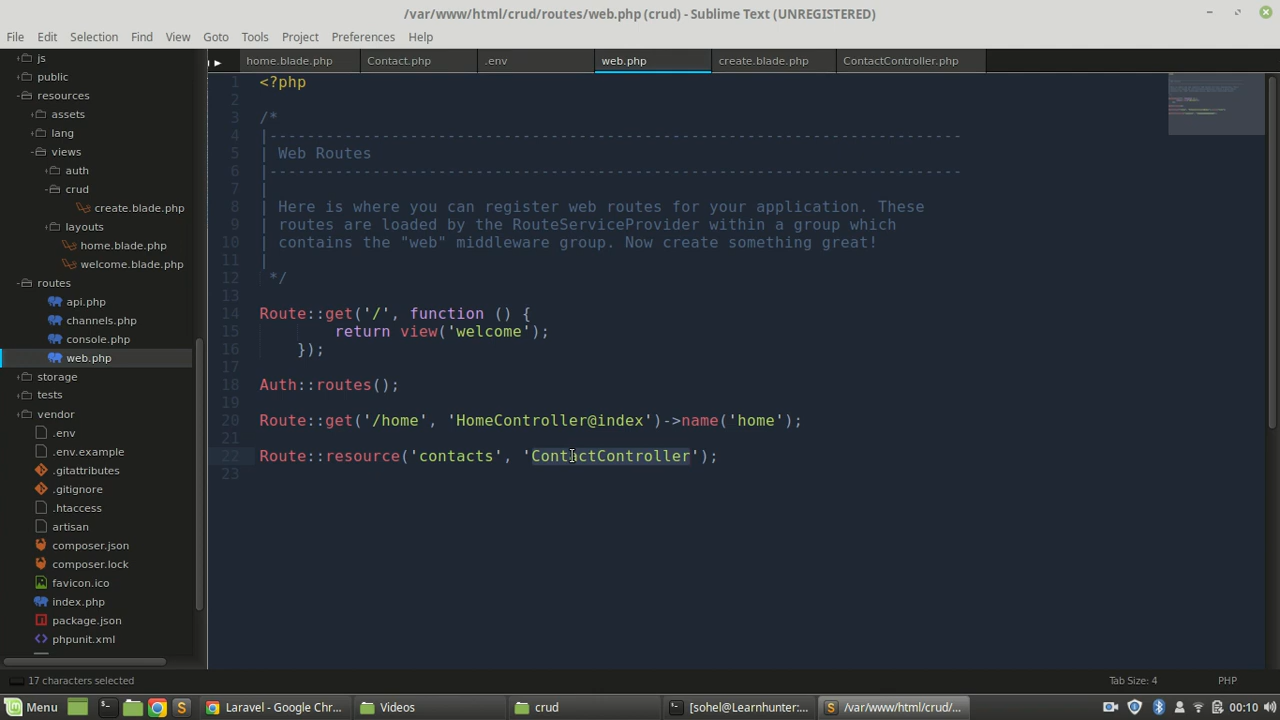 /var/www/html/crud/routes/web.php (crud) - Sublime Text (UNREGISTERED)
File Edit Selection Find View Goto Tools Project Preferences Help
js
public
resources
assets
lang
views
auth
crud
create.blade.php
layouts
home.blade.php
welcome.blade.php
routes
api.php
channels.php
console.php
web.php
storage
tests
vendor
.env
.env.example
.gitattributes
.gitignore
.htaccess
artisan
composer.json
composer.lock
favicon.ico
index.php
package.json
phpunit.xml
home.blade.php Contact.php .env web.php create.blade.php ContactController.php
1 <?php
2
3 /*
4 |--------------------------------------------------------------------------
5 | Web Routes
6 |--------------------------------------------------------------------------
7 |
8 | Here is where you can register web routes for your application. These
9 | routes are loaded by the RouteServiceProvider within a group which
10 | contains the "web" middleware group. Now create something great!
11 |
12 */
13
14 Route::get('/', function () {
15 return view('welcome');
16 });
17
18 Auth::routes();
19
20 Route::get('/home', 'HomeController@index')->name('home');
21
22 Route::resource('contacts', 'ContactController');
23
17 characters selected Tab Size: 4 PHP
Menu Laravel - Google Chr... Videos crud [sohel@Learnhunter:... /var/www/html/crud/... 00:10